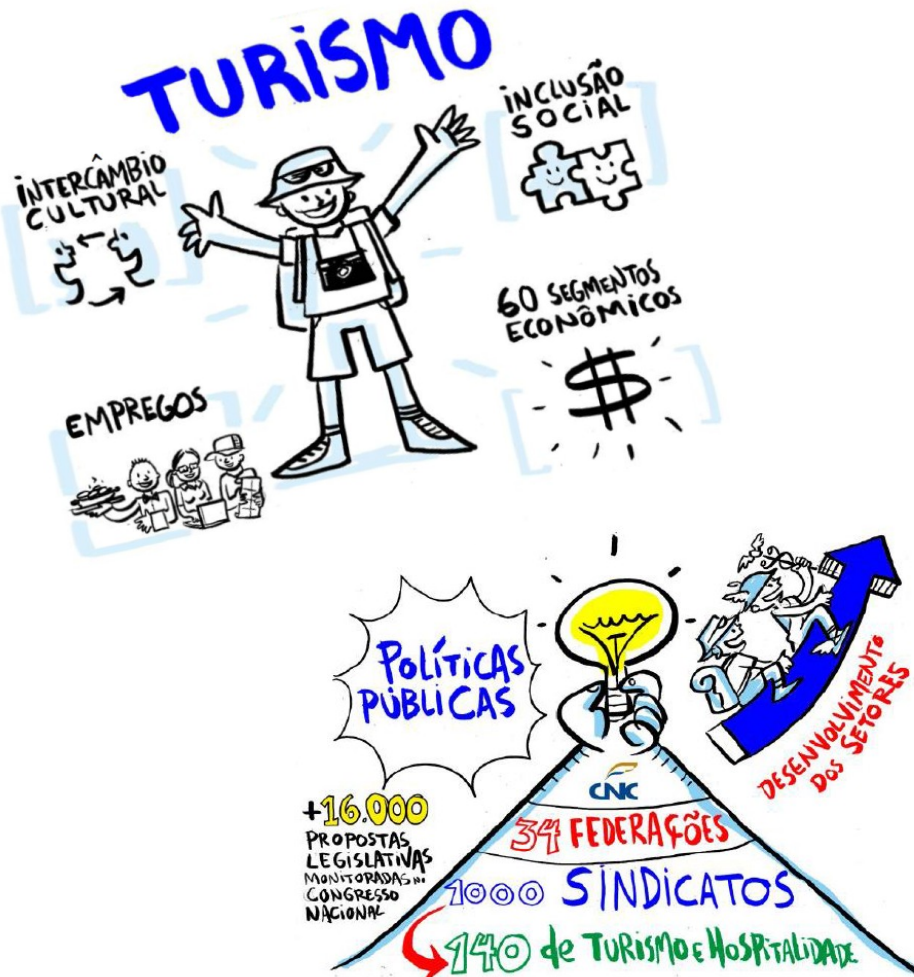 TURISMO
INTERCÂMBIO
CULTURAL
INCLUSÃO
SOCIAL
60 SEGMENTOS
ECONÔMICOS
EMPREGOS
POLÍTICAS
PÚBLICAS
DESENVOLVIMENTO
DOS SETORES
+16.000
PROPOSTAS
LEGISLATIVAS
MONITORADAS NO
CONGRESSO
NACIONAL
CNC
34 FEDERAÇÕES
1000 SINDICATOS
140 de TURISMO E HOSPITALIDADE